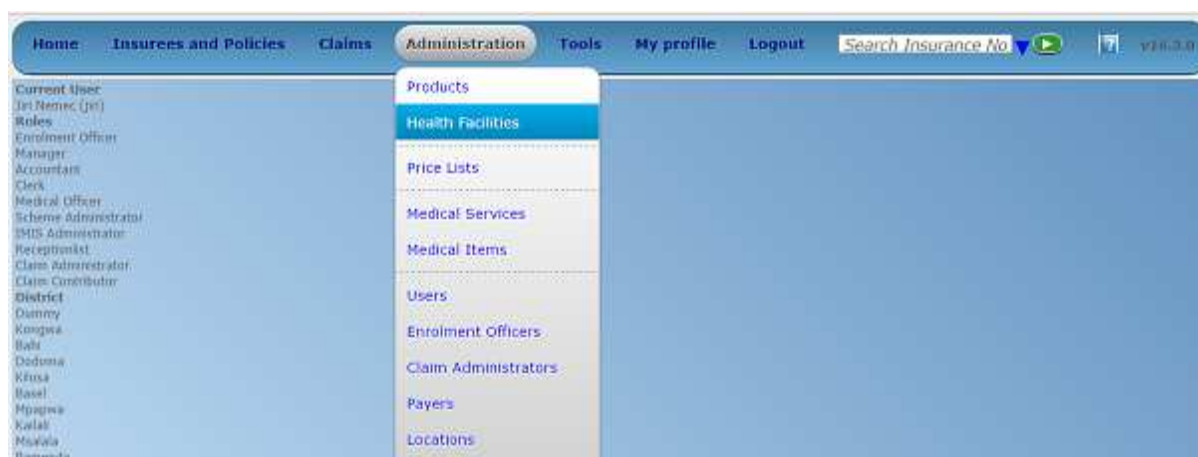 Home Insurees and Policies Claims Administration Tools My profile Logout Search Insurance No ?
Current User
Jiri Nemec (jiri)
Roles
Enrolment Officer
Manager
Accountant
Clerk
Medical Officer
Scheme Administrator
IMIS Administrator
Receptionist
Claim Administrator
Claim Contributor
District
Dummy
Kongwa
Bahi
Dodoma
Kilosa
Basel
Mpapwa
Msalala
Products
Health Facilities
Price Lists
Medical Services
Medical Items
Users
Enrolment Officers
Claim Administrators
Payers
Locations